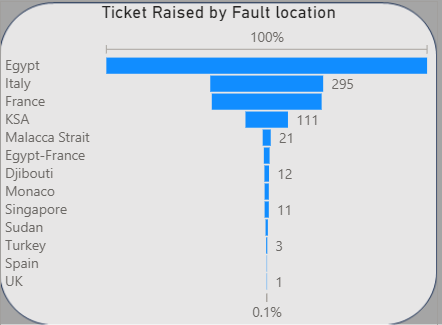 Ticket Raised by Fault location
100%
Egypt
Italy 295
France
KSA 111
Malacca Strait 21
Egypt-France
Djibouti 12
Monaco
Singapore 11
Sudan
Turkey 3
Spain
UK 1
0.1%